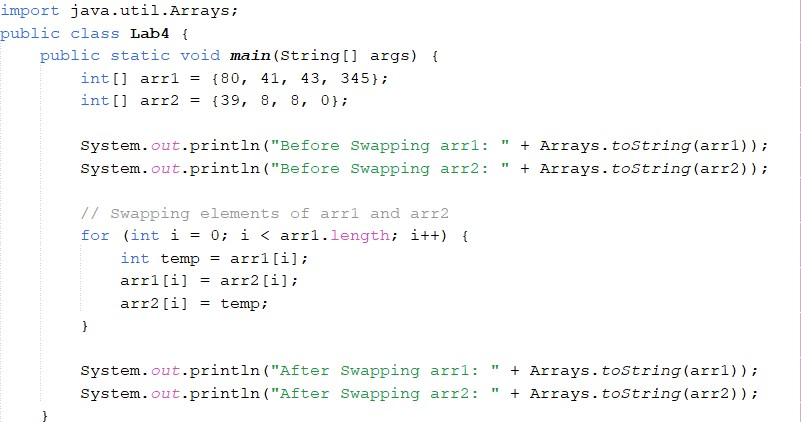 import java.util.Arrays;
public class Lab4 {
    public static void main(String[] args) {
        int[] arr1 = {80, 41, 43, 345};
        int[] arr2 = {39, 8, 8, 0};

        System.out.println("Before Swapping arr1: " + Arrays.toString(arr1));
        System.out.println("Before Swapping arr2: " + Arrays.toString(arr2));

        // Swapping elements of arr1 and arr2
        for (int i = 0; i < arr1.length; i++) {
            int temp = arr1[i];
            arr1[i] = arr2[i];
            arr2[i] = temp;
        }

        System.out.println("After Swapping arr1: " + Arrays.toString(arr1));
        System.out.println("After Swapping arr2: " + Arrays.toString(arr2));
    }